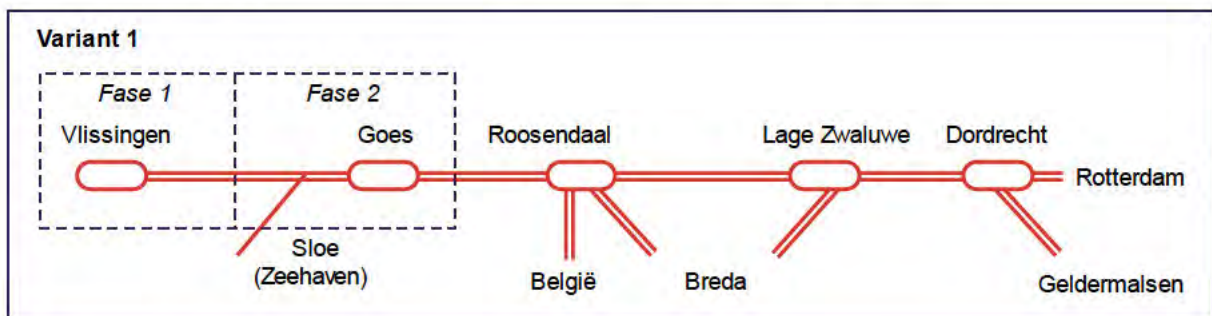 Variant 1
Fase 1 Fase 2
Vlissingen Goes Roosendaal Lage Zwaluwe Dordrecht
Rotterdam
Sloe
(Zeehaven)
België Breda Geldermalsen